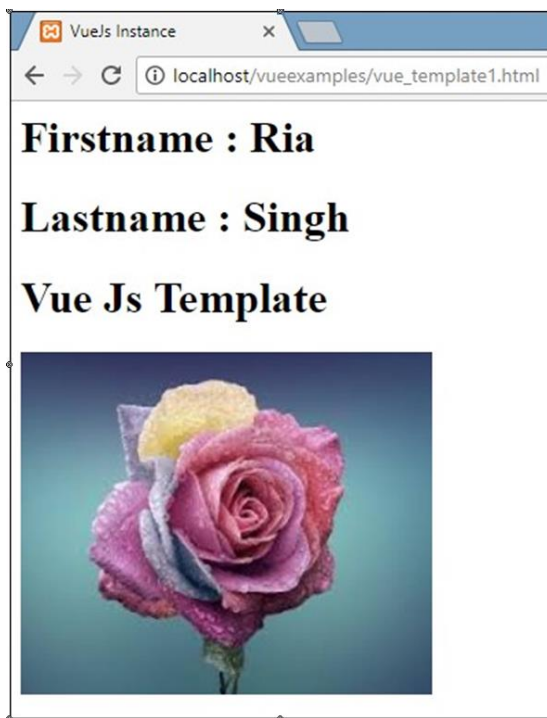 VueJs Instance
localhost/vueexamples/vue_template1.html
Firstname : Ria
Lastname : Singh
Vue Js Template